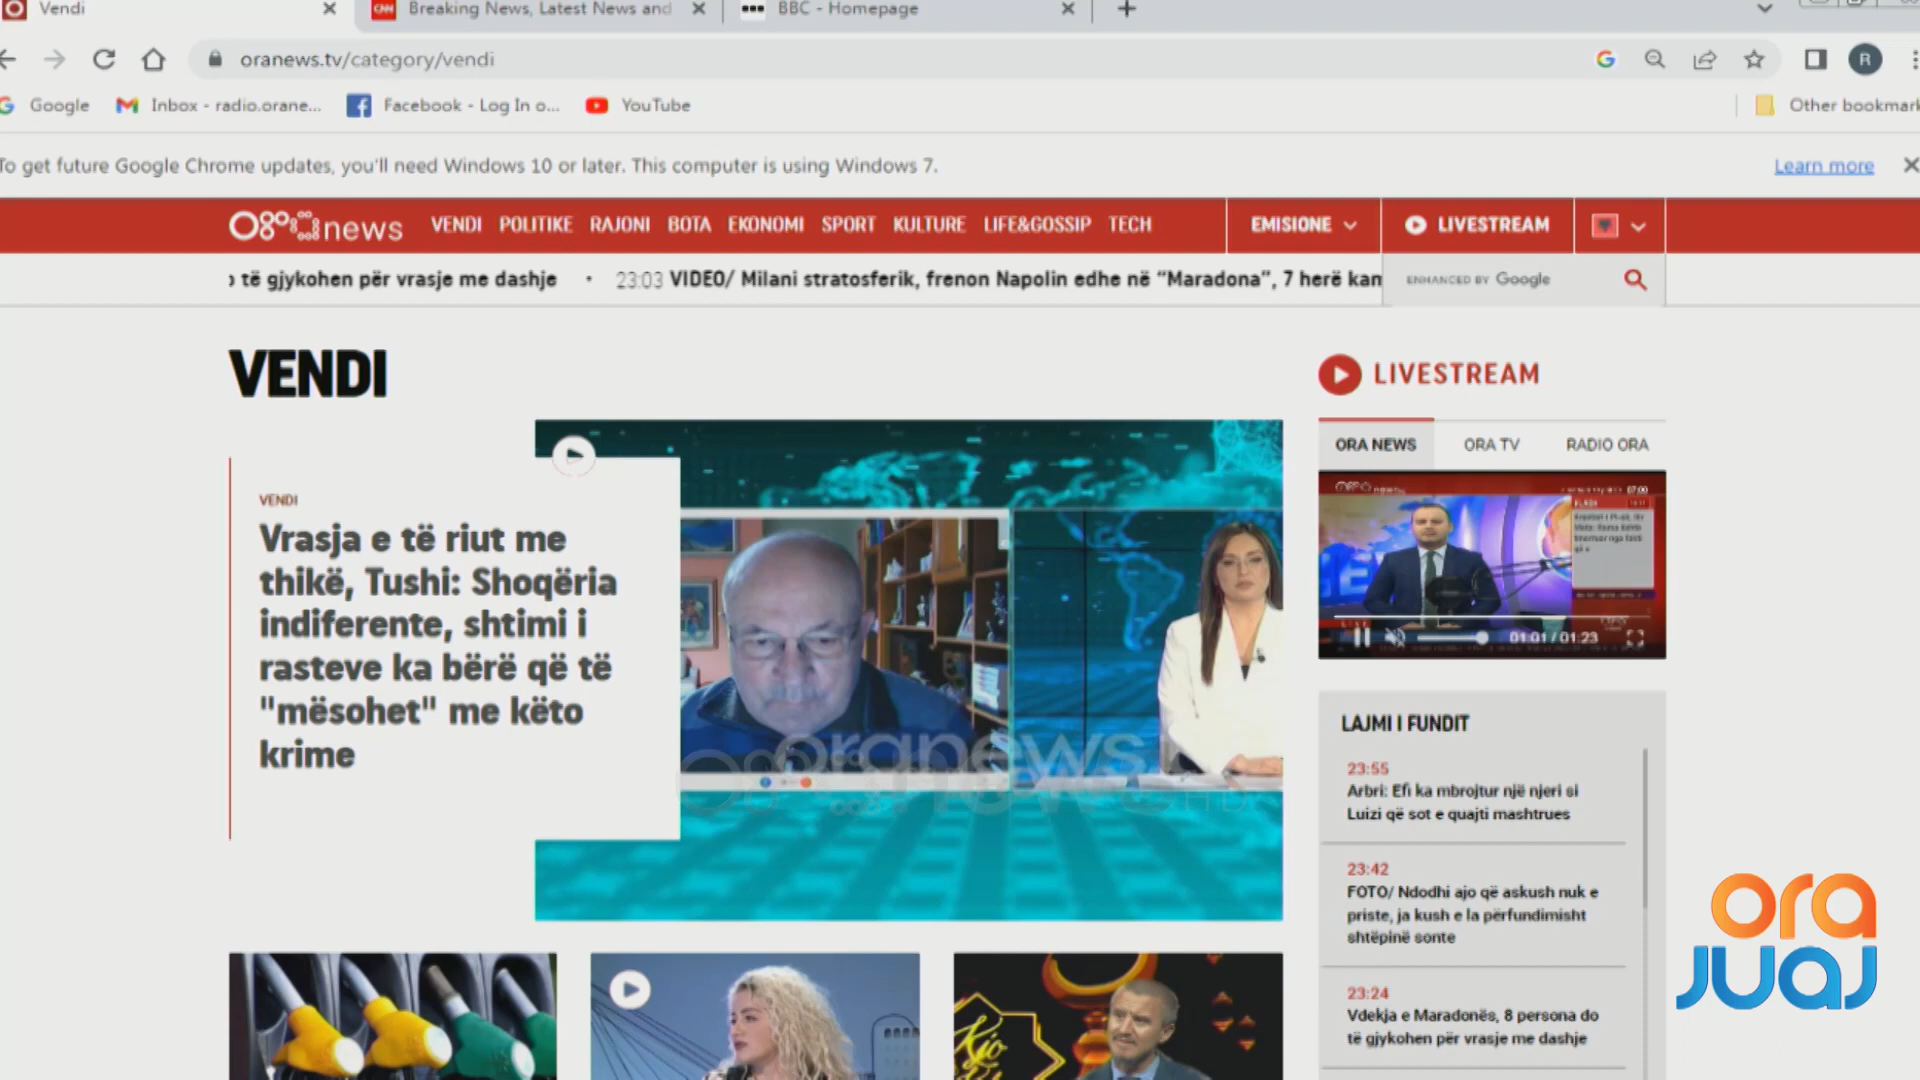 Vendi
Breaking News, Latest News and
BBC - Homepage
oranews.tv/category/vendi
R
Google
Inbox - radio.orane...
Facebook - Log In o...
YouTube
Other bookmark
To get future Google Chrome updates, you'll need Windows 10 or later. This computer is using Windows 7.
Learn more
ora news
VENDI POLITIKE RAJONI BOTA EKONOMI SPORT KULTURE LIFE&GOSSIP TECH
EMISIONE
LIVESTREAM
të gjykohen për vrasje me dashje
23:03 VIDEO/ Milani stratosferik, frenon Napolin edhe në “Maradona”, 7 herë kam
ENHANCED BY Google
VENDI
VENDI
Vrasja e të riut me
thikë, Tushi: Shoqëria
indiferente, shtimi i
rasteve ka bërë që të
"mësohet" me këto
krime
oranews
LIVESTREAM
ORA NEWS
ORA TV
RADIO ORA
07:00
01:01 / 01:23
LAJMI I FUNDIT
23:55
Arbri: Efi ka mbrojtur një njeri si
Luizi që sot e quajti mashtrues
23:42
FOTO/ Ndodhi ajo që askush nuk e
priste, ja kush e la përfundimisht
shtëpinë sonte
23:24
Vdekja e Maradonës, 8 persona do
të gjykohen për vrasje me dashje
ora
JUAJ